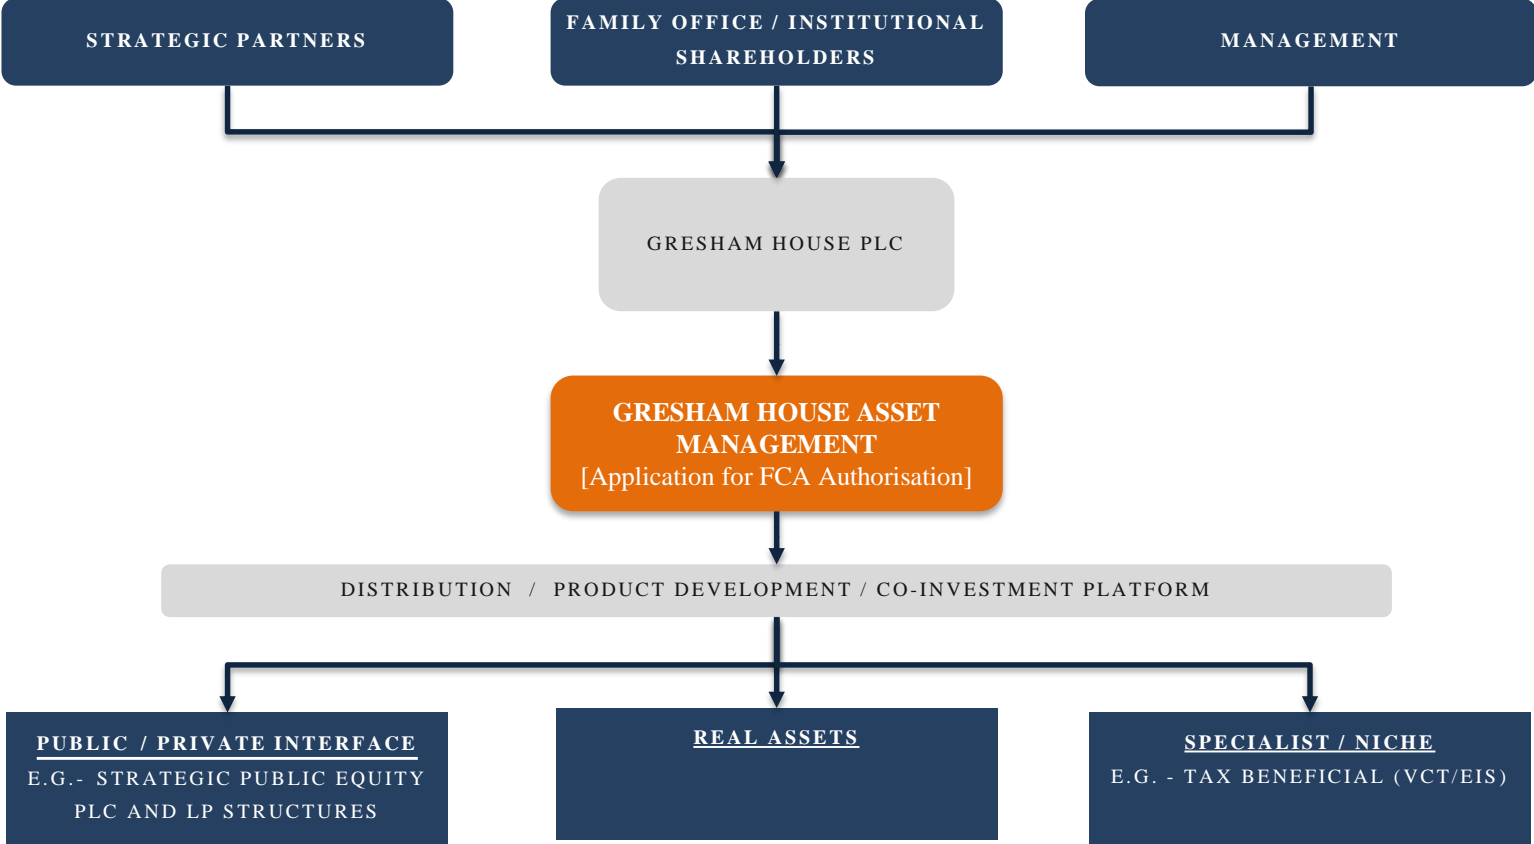 STRATEGIC PARTNERS
FAMILY OFFICE / INSTITUTIONAL
SHAREHOLDERS
MANAGEMENT
GRESHAM HOUSE PLC
GRESHAM HOUSE ASSET
MANAGEMENT
[Application for FCA Authorisation]
DISTRIBUTION / PRODUCT DEVELOPMENT / CO-INVESTMENT PLATFORM
PUBLIC / PRIVATE INTERFACE
E.G.- STRATEGIC PUBLIC EQUITY
PLC AND LP STRUCTURES
REAL ASSETS
SPECIALIST / NICHE
E.G. - TAX BENEFICIAL (VCT/EIS)